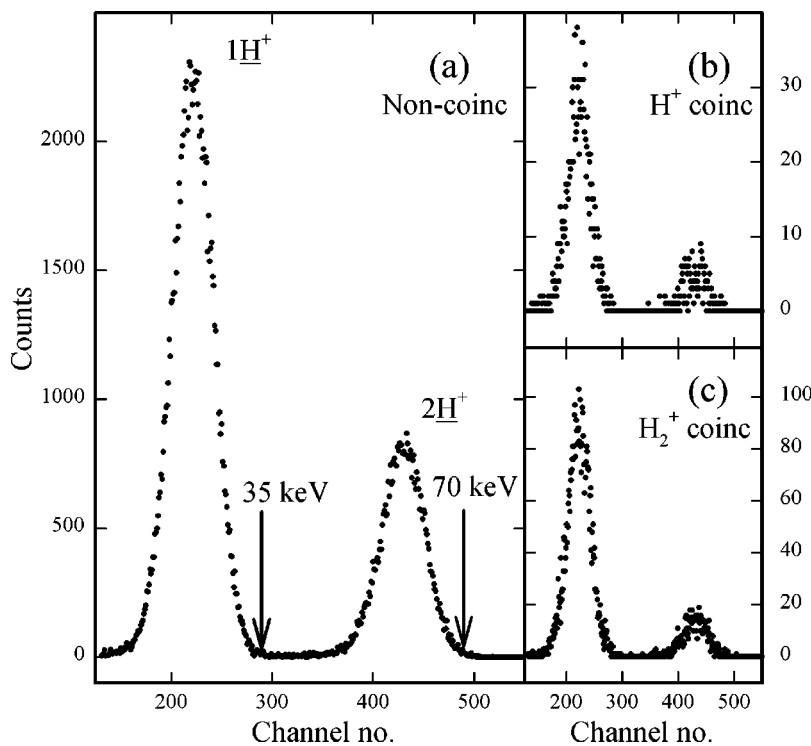 1H⁺
(a)
Non-coinc
2H⁺
35 keV
70 keV
Counts
2500
2000
1500
1000
500
0
200
300
400
500
Channel no.
(b)
H⁺ coinc
30
20
10
0
(c)
H₂⁺ coinc
100
80
60
40
20
0
200
300
400
500
Channel no.